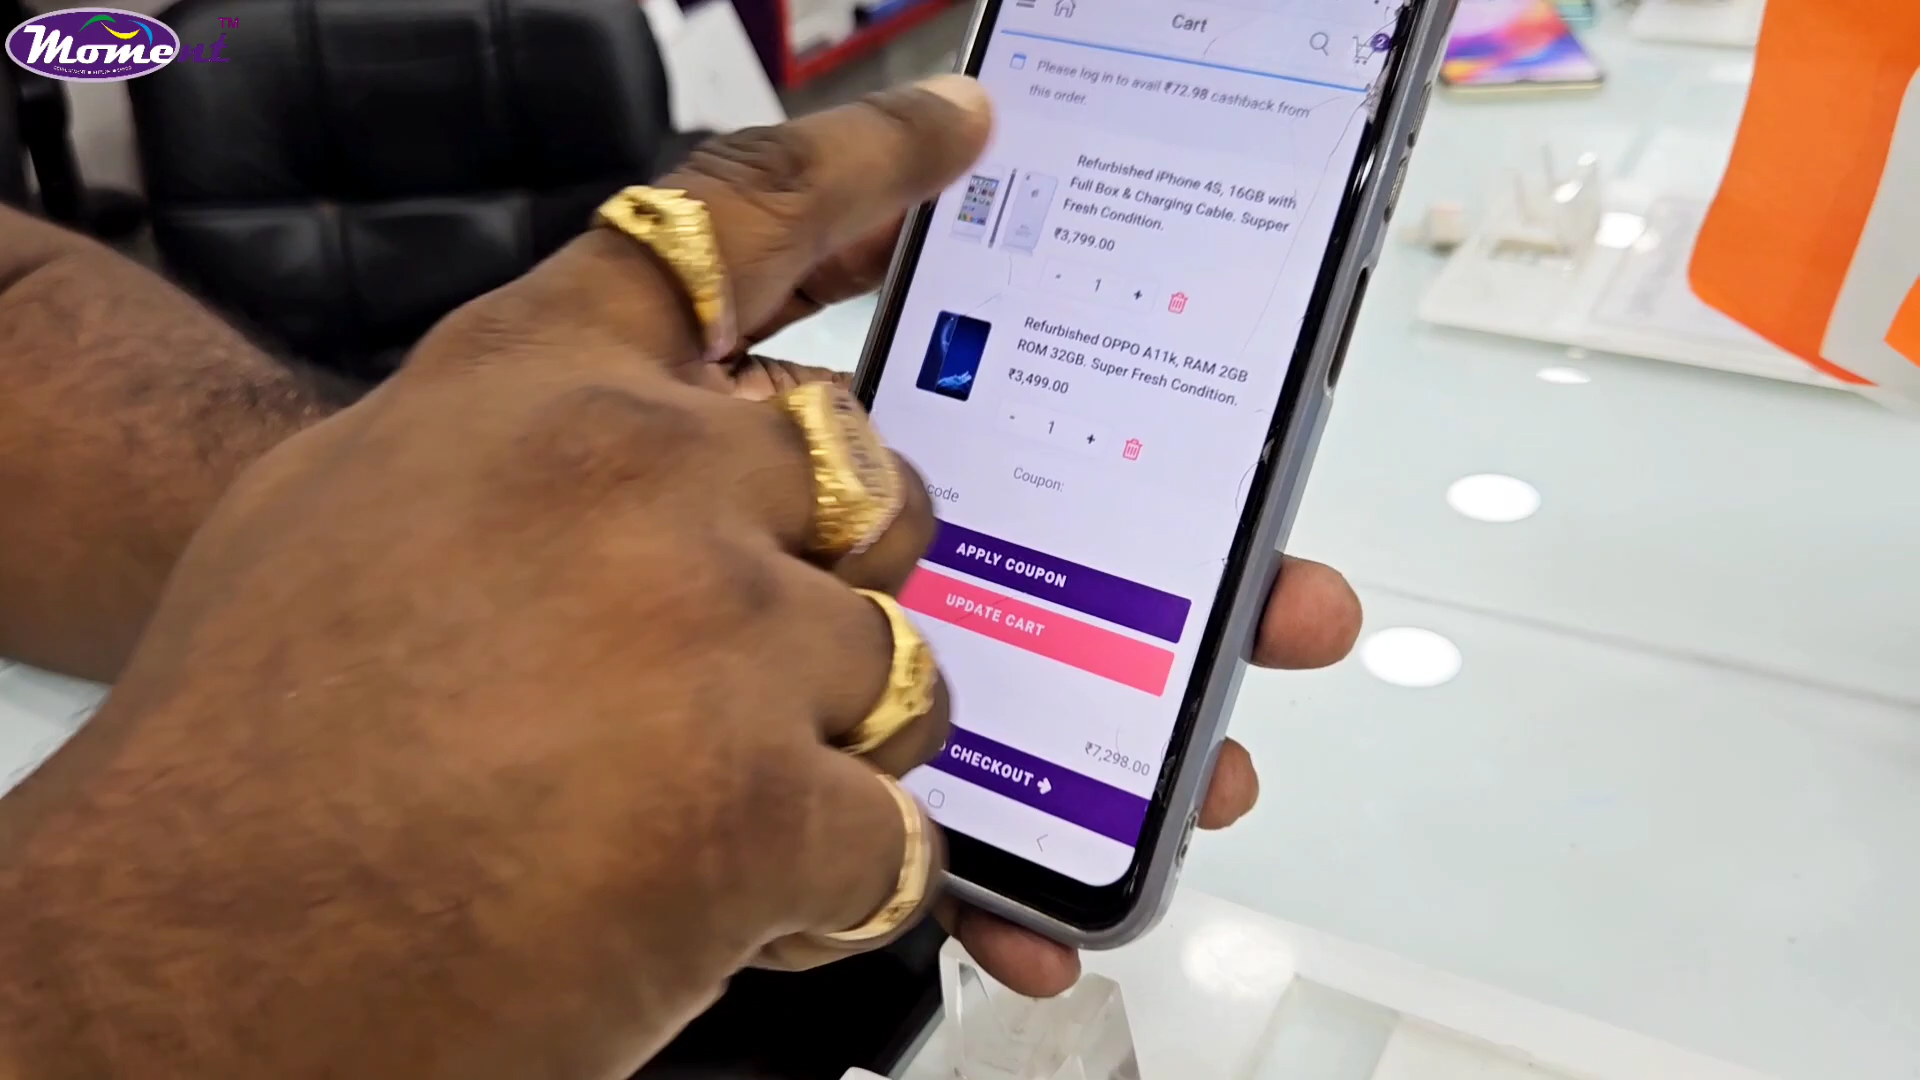 Moment™
Cart
2
Please log in to avail ₹72.98 cashback from
this order.
Refurbished iPhone 4S, 16GB with
Full Box & Charging Cable. Supper
Fresh Condition.
₹3,799.00
- 1 +
Refurbished OPPO A11k, RAM 2GB
ROM 32GB. Super Fresh Condition.
₹3,499.00
- 1 +
Coupon:
code
APPLY COUPON
UPDATE CART
₹7,298.00
CHECKOUT